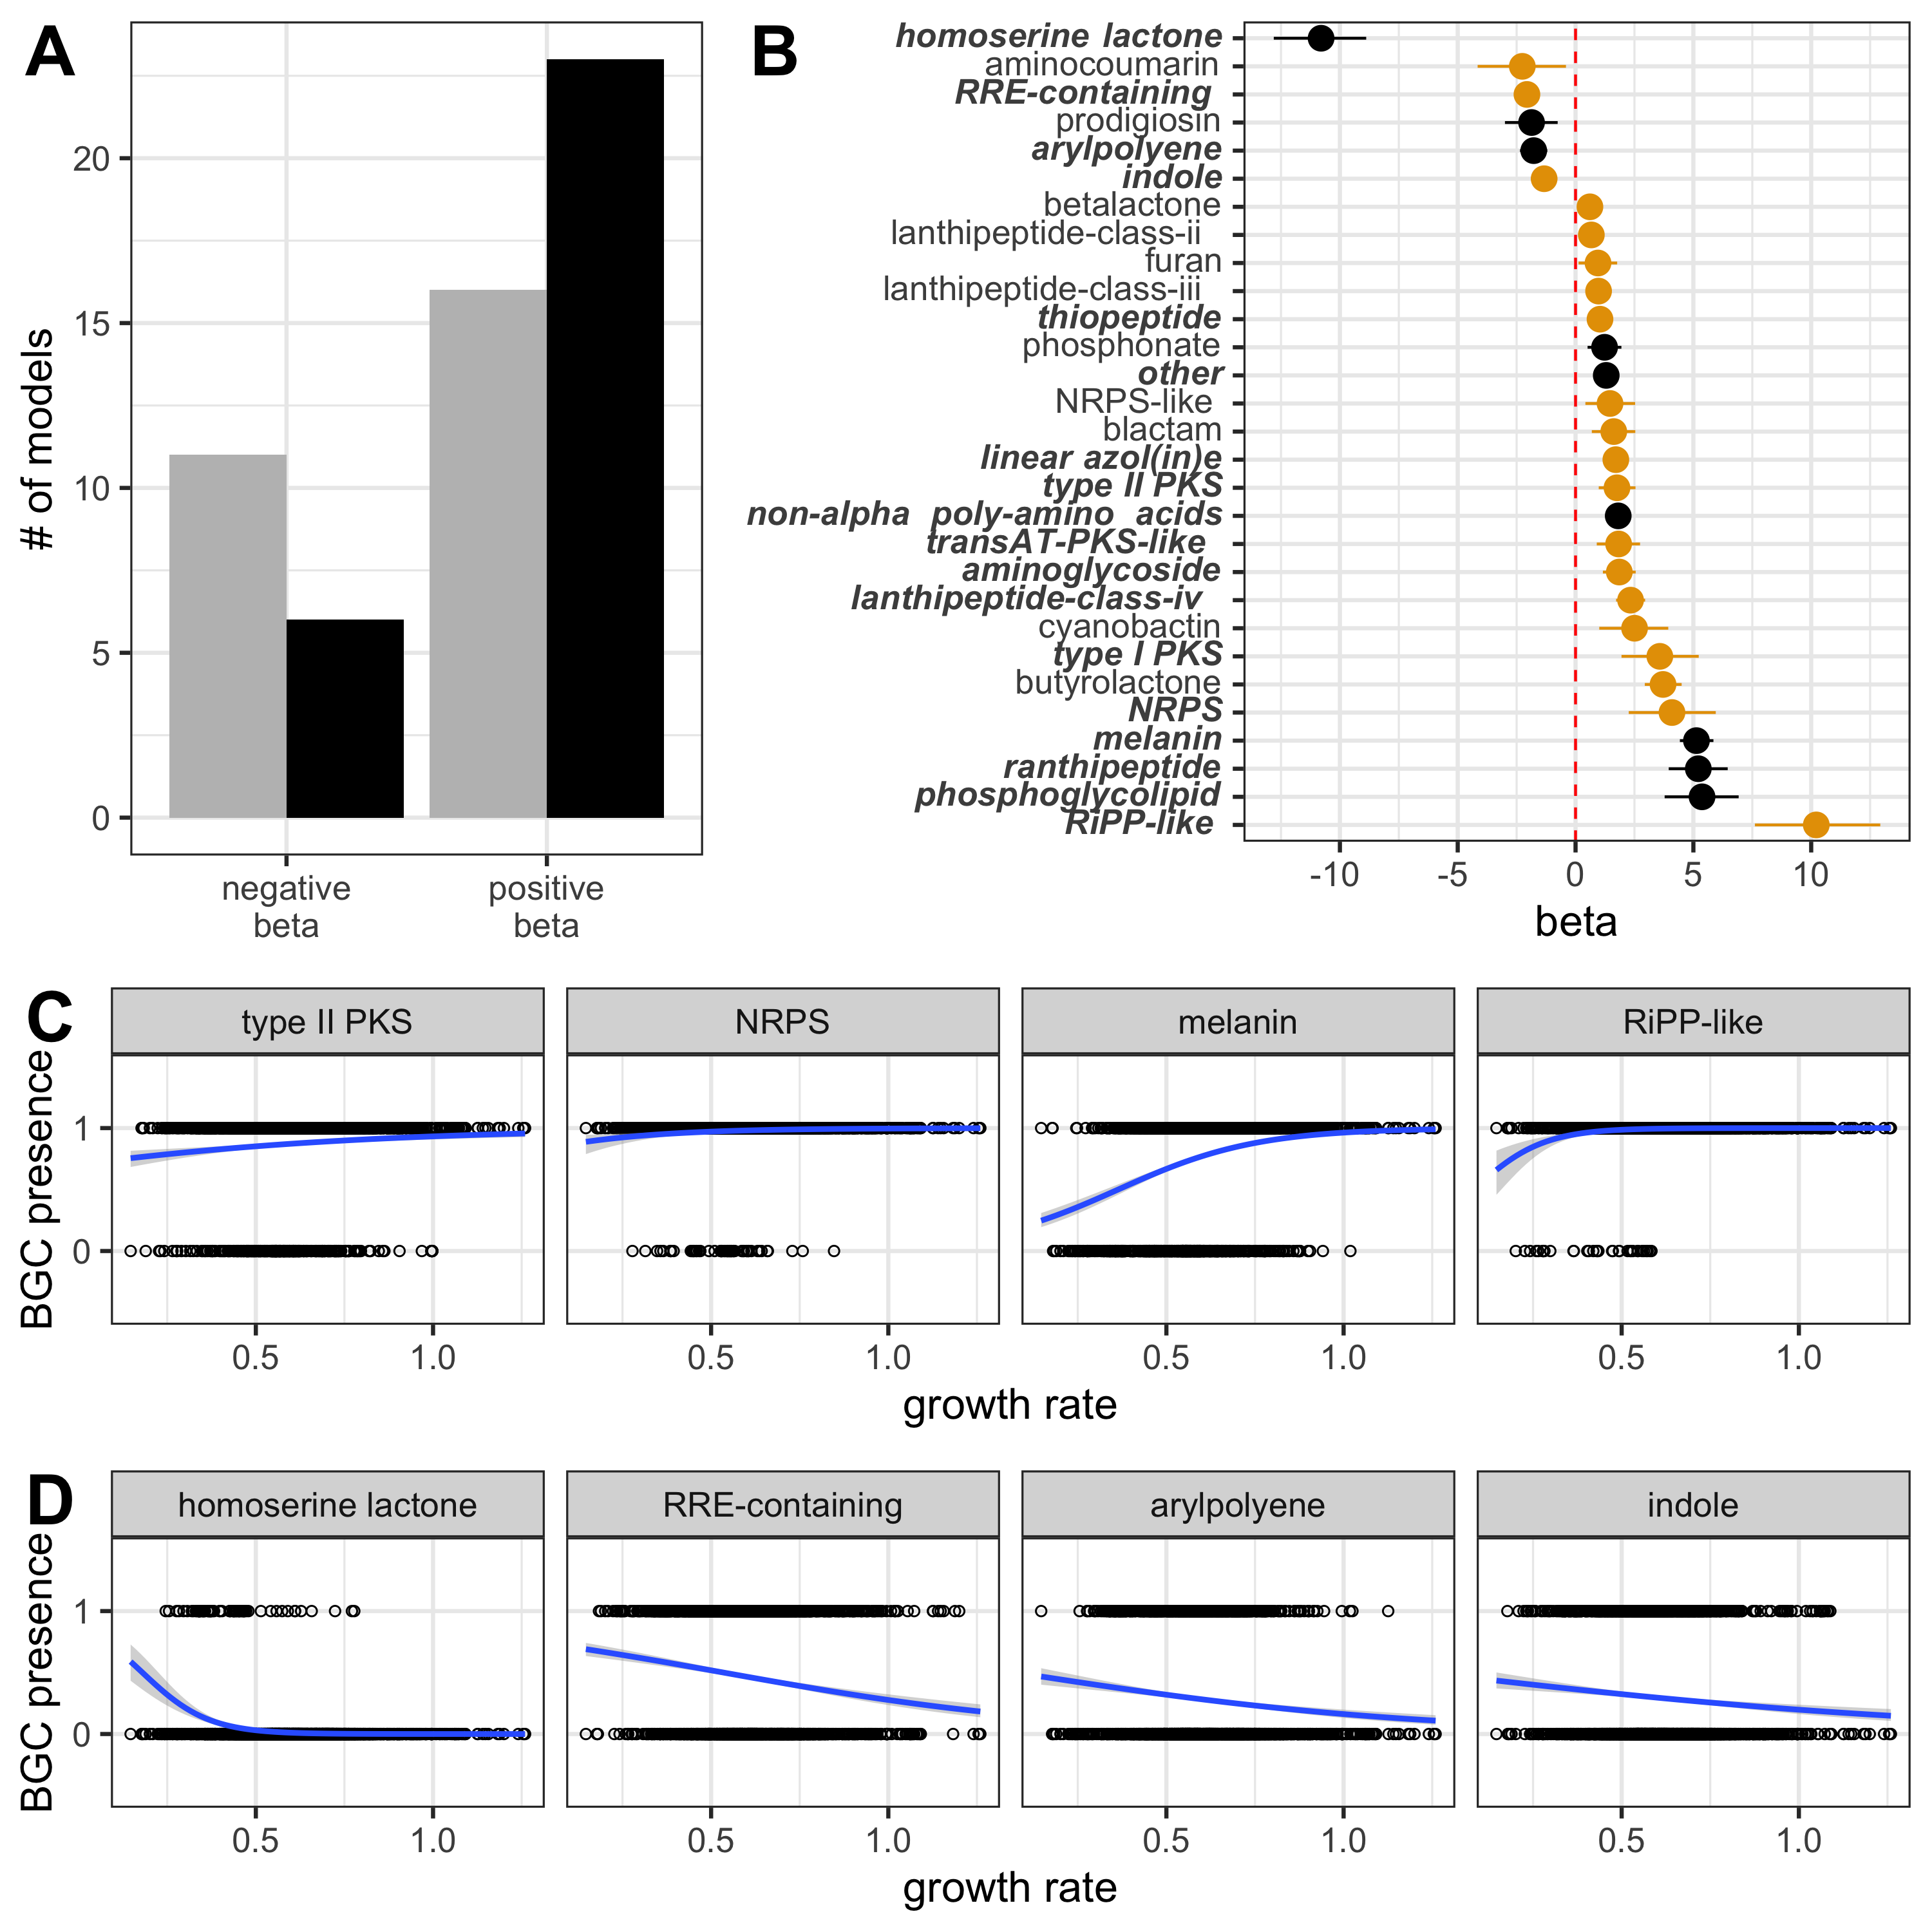 A
# of models
20
15
10
5
0
negative
beta
positive
beta
B
homoserine lactone
aminocoumarin
RRE-containing
prodigiosin
arylpolyene
indole
betalactone
lanthipeptide-class-ii
furan
lanthipeptide-class-iii
thiopeptide
phosphonate
other
NRPS-like
blactam
linear azol(in)e
type II PKS
non-alpha poly-amino acids
transAT-PKS-like
aminoglycoside
lanthipeptide-class-iv
cyanobactin
type I PKS
butyrolactone
NRPS
melanin
ranthipeptide
phosphoglycolipid
RiPP-like
-10 -5 0 5 10
beta
C
type II PKS NRPS melanin RiPP-like
BGC presence
1
0
0.5 1.0 0.5 1.0 0.5 1.0 0.5 1.0
growth rate
D
homoserine lactone RRE-containing arylpolyene indole
BGC presence
1
0
0.5 1.0 0.5 1.0 0.5 1.0 0.5 1.0
growth rate